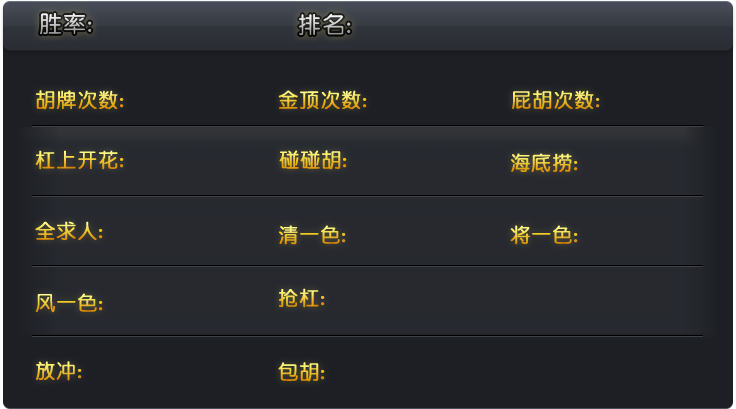 胜率: 排名:
胡牌次数: 金顶次数: 屁胡次数:
杠上开花: 碰碰胡: 海底捞:
全求人: 清一色: 将一色:
风一色: 抢杠:
放冲: 包胡: